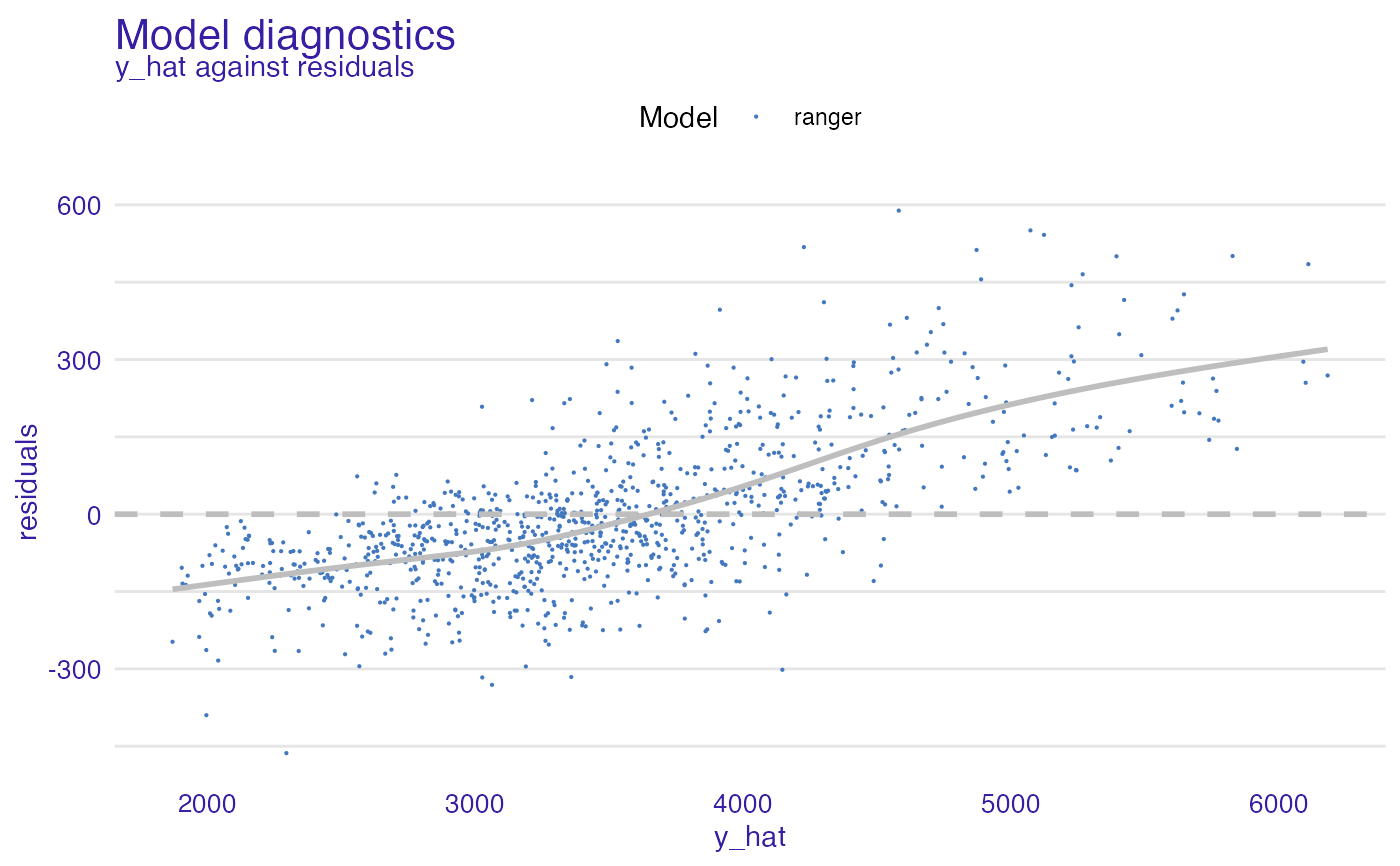 Model diagnostics
y_hat against residuals
Model ranger
600
300
0
-300
residuals
2000 3000 4000 5000 6000
y_hat